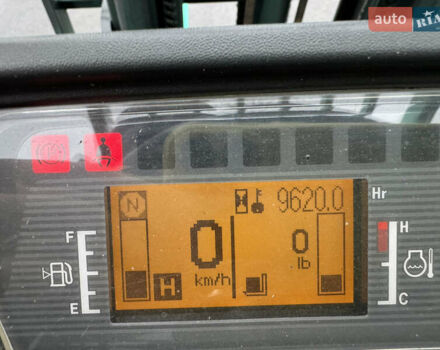 auto RIA
N 9620.0 Hr
F 0 0 H
H km/h lb
E C